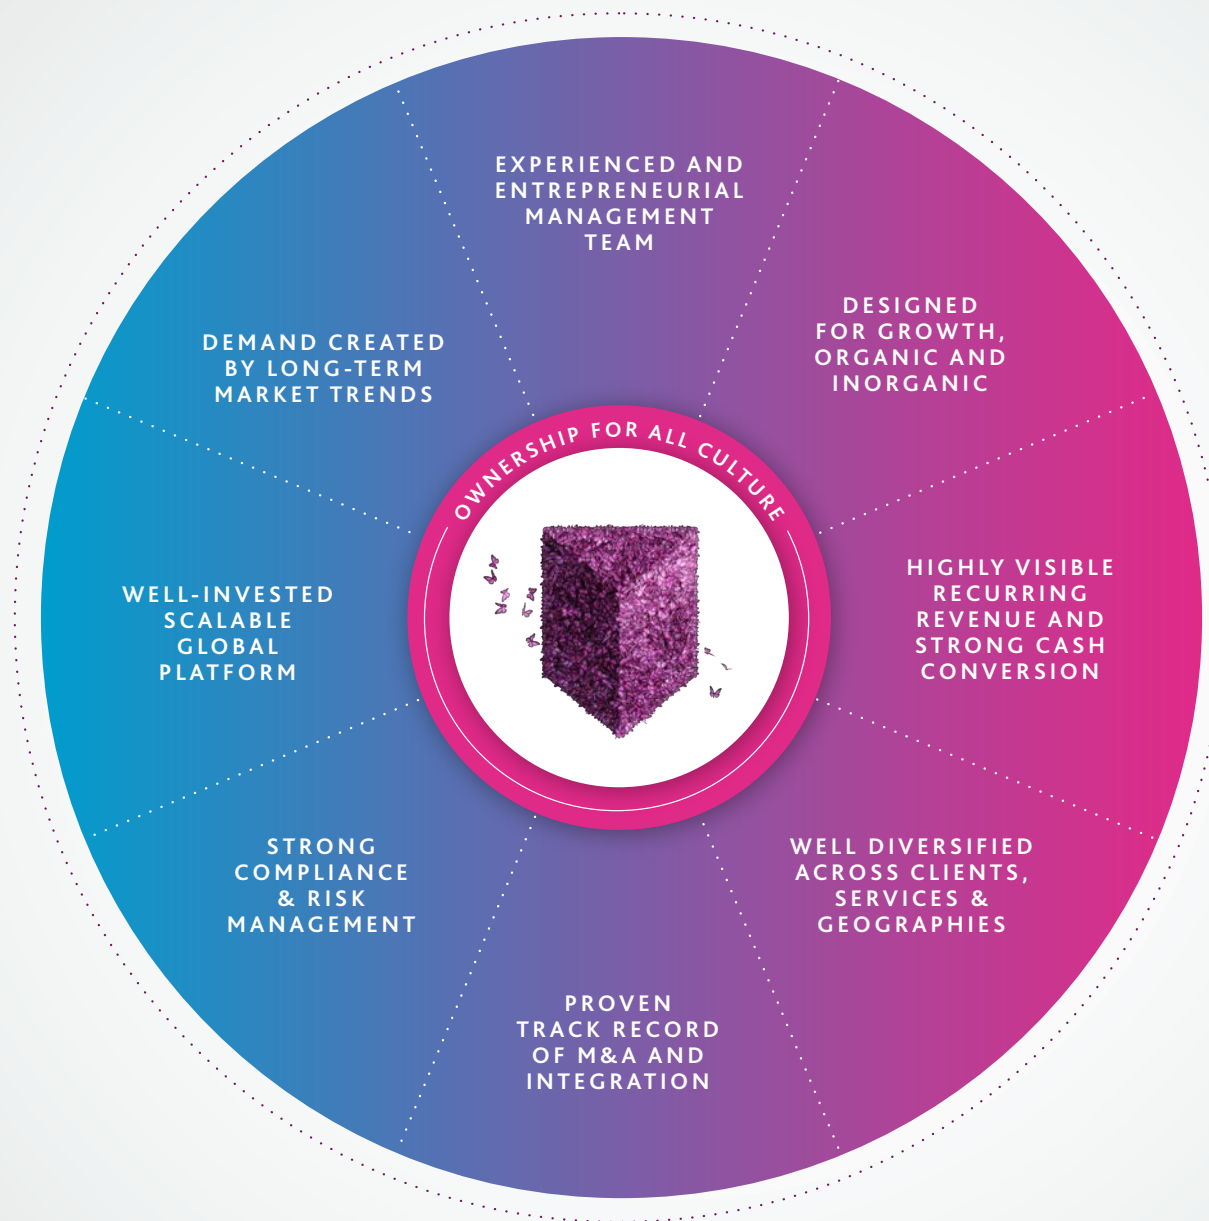 EXPERIENCED AND
ENTREPRENEURIAL
MANAGEMENT
TEAM
DESIGNED
FOR GROWTH,
ORGANIC AND
INORGANIC
HIGHLY VISIBLE
RECURRING
REVENUE AND
STRONG CASH
CONVERSION
WELL DIVERSIFIED
ACROSS CLIENTS,
SERVICES &
GEOGRAPHIES
PROVEN
TRACK RECORD
OF M&A AND
INTEGRATION
STRONG
COMPLIANCE
& RISK
MANAGEMENT
WELL-INVESTED
SCALABLE
GLOBAL
PLATFORM
DEMAND CREATED
BY LONG-TERM
MARKET TRENDS
OWNERSHIP FOR ALL CULTURE